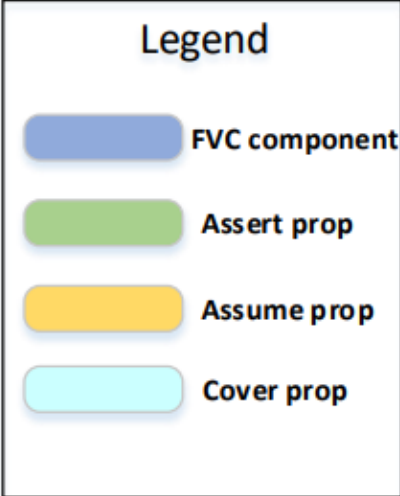 Legend
FVC component
Assert prop
Assume prop
Cover prop